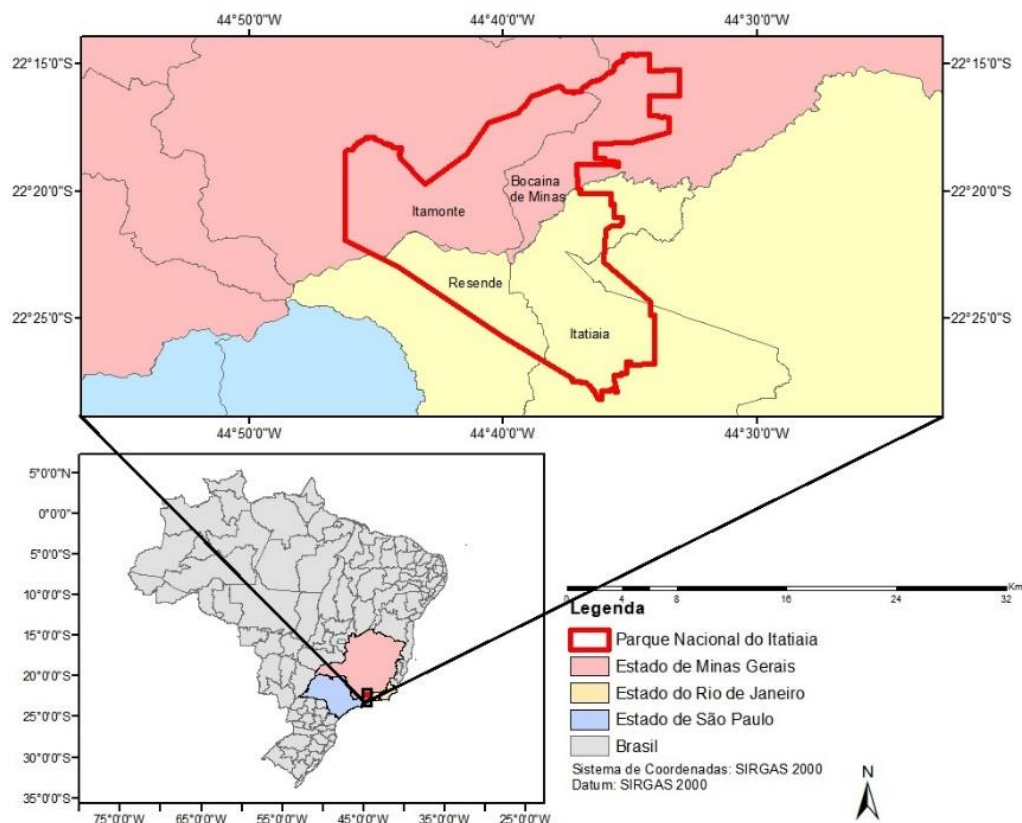 44°50'0"W 44°40'0"W 44°30'0"W
22°15'0"S 22°15'0"S
22°20'0"S 22°20'0"S
22°25'0"S 22°25'0"S
Bocaina
de Minas
Itamonte
Resende
Itatiaia
44°50'0"W 44°40'0"W 44°30'0"W
5°0'0"N
0°0'0"
5°0'0"S
10°0'0"S
15°0'0"S
20°0'0"S
25°0'0"S
30°0'0"S
35°0'0"S
75°0'0"W 65°0'0"W 55°0'0"W 45°0'0"W 35°0'0"W 25°0'0"W
Km
0 4 8 16 24 32
Legenda
Parque Nacional do Itatiaia
Estado de Minas Gerais
Estado do Rio de Janeiro
Estado de São Paulo
Brasil
Sistema de Coordenadas: SIRGAS 2000
Datum: SIRGAS 2000
N